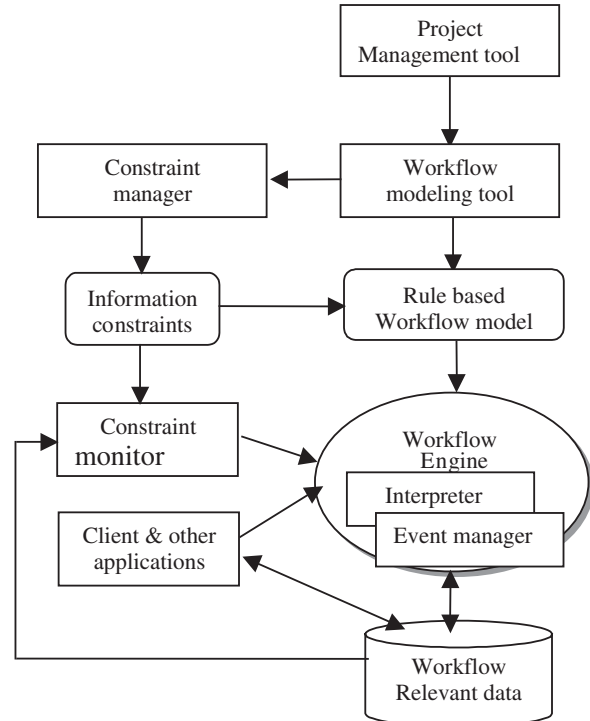 Project
Management tool
Constraint
manager
Workflow
modeling tool
Information
constraints
Rule based
Workflow model
Constraint
monitor
Workflow
Engine
Interpreter
Event manager
Client & other
applications
Workflow
Relevant data